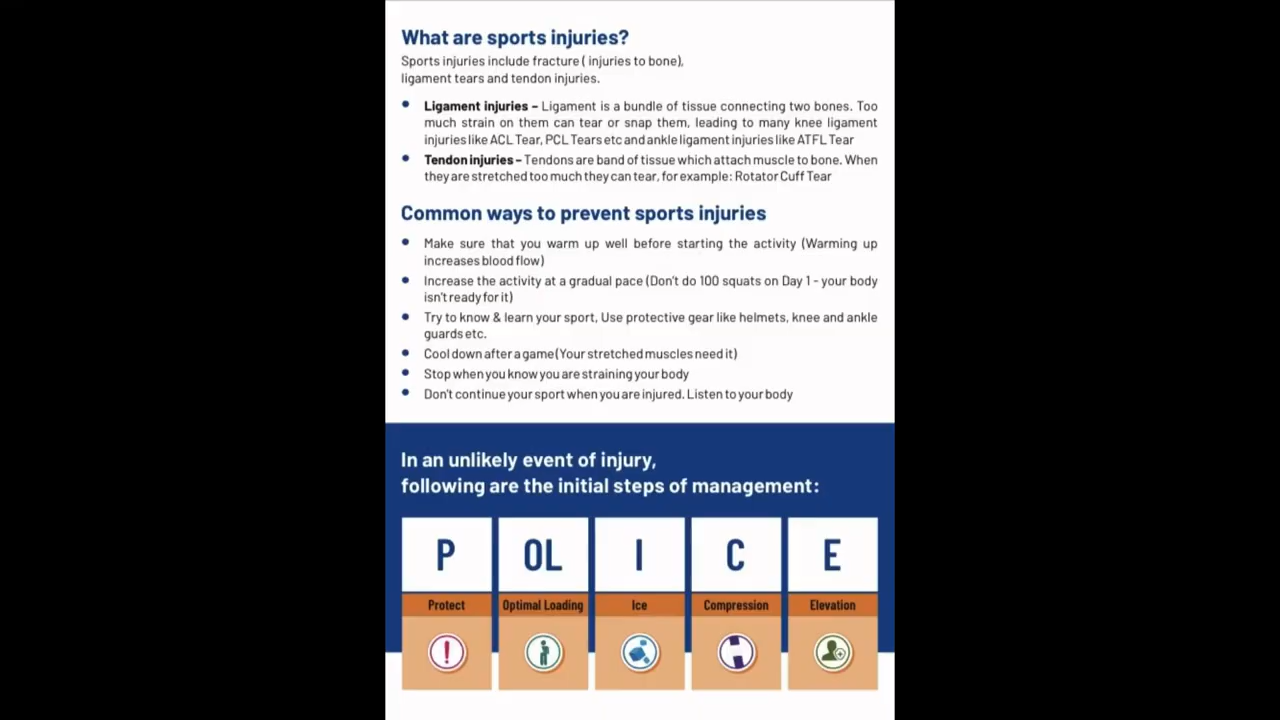 What are sports injuries?
Sports injuries include fracture ( injuries to bone),
ligament tears and tendon injuries.
Ligament injuries – Ligament is a bundle of tissue connecting two bones. Too
much strain on them can tear or snap them, leading to many knee ligament
injuries like ACL Tear, PCL Tears etc and ankle ligament injuries like ATFL Tear
Tendon injuries – Tendons are band of tissue which attach muscle to bone. When
they are stretched too much they can tear, for example: Rotator Cuff Tear
Common ways to prevent sports injuries
Make sure that you warm up well before starting the activity (Warming up
increases blood flow)
Increase the activity at a gradual pace (Don't do 100 squats on Day 1 - your body
isn't ready for it)
Try to know & learn your sport, Use protective gear like helmets, knee and ankle
guards etc.
Cool down after a game (Your stretched muscles need it)
Stop when you know you are straining your body
Don't continue your sport when you are injured. Listen to your body
In an unlikely event of injury,
following are the initial steps of management:
P OL I C E
Protect Optimal Loading Ice Compression Elevation